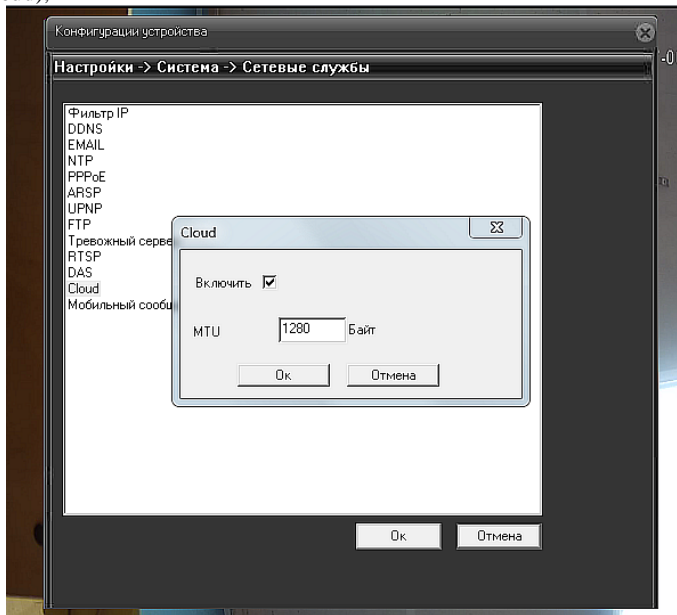 Конфигурации устройства
Настройки -> Система -> Сетевые службы
Фильтр IP
DDNS
EMAIL
NTP
PPPoE
ARSP
UPNP
FTP
Тревожный серве
RTSP
DAS
Cloud
Мобильный сообщ
Cloud
Включить
MTU 1280 Байт
Ок Отмена
Ок Отмена